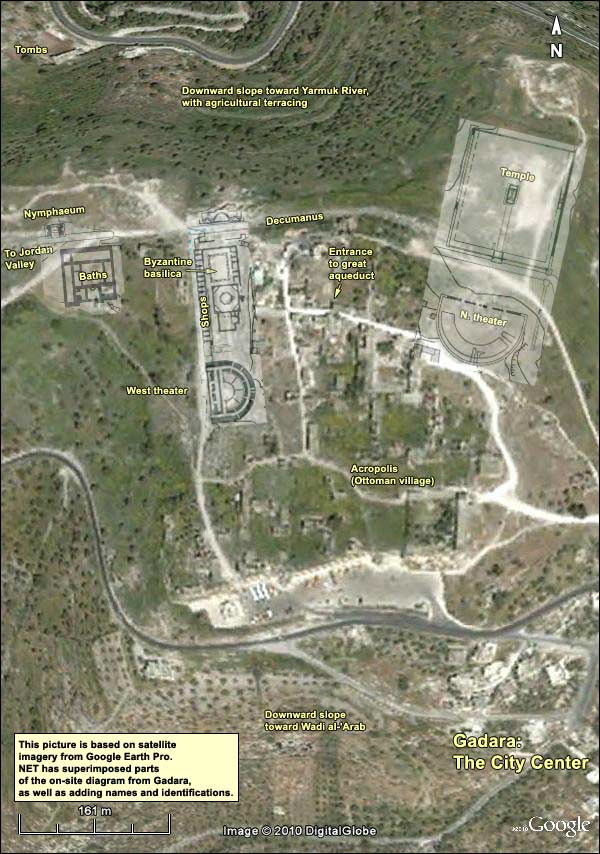 N
Tombs
Downward slope toward Yarmuk River,
with agricultural terracing
Temple
Nymphaeum
Decumanus
To Jordan
Valley
Baths
Byzantine
basilica
Entrance
to great
aqueduct
Shops
N. theater
West theater
Acropolis
(Ottoman village)
Downward slope
toward Wadi al-'Arab
Gadara:
The City Center
This picture is based on satellite
imagery from Google Earth Pro.
NET has superimposed parts
of the on-site diagram from Gadara,
as well as adding names and identifications.
161 m
Image © 2010 DigitalGlobe
©2010 Google